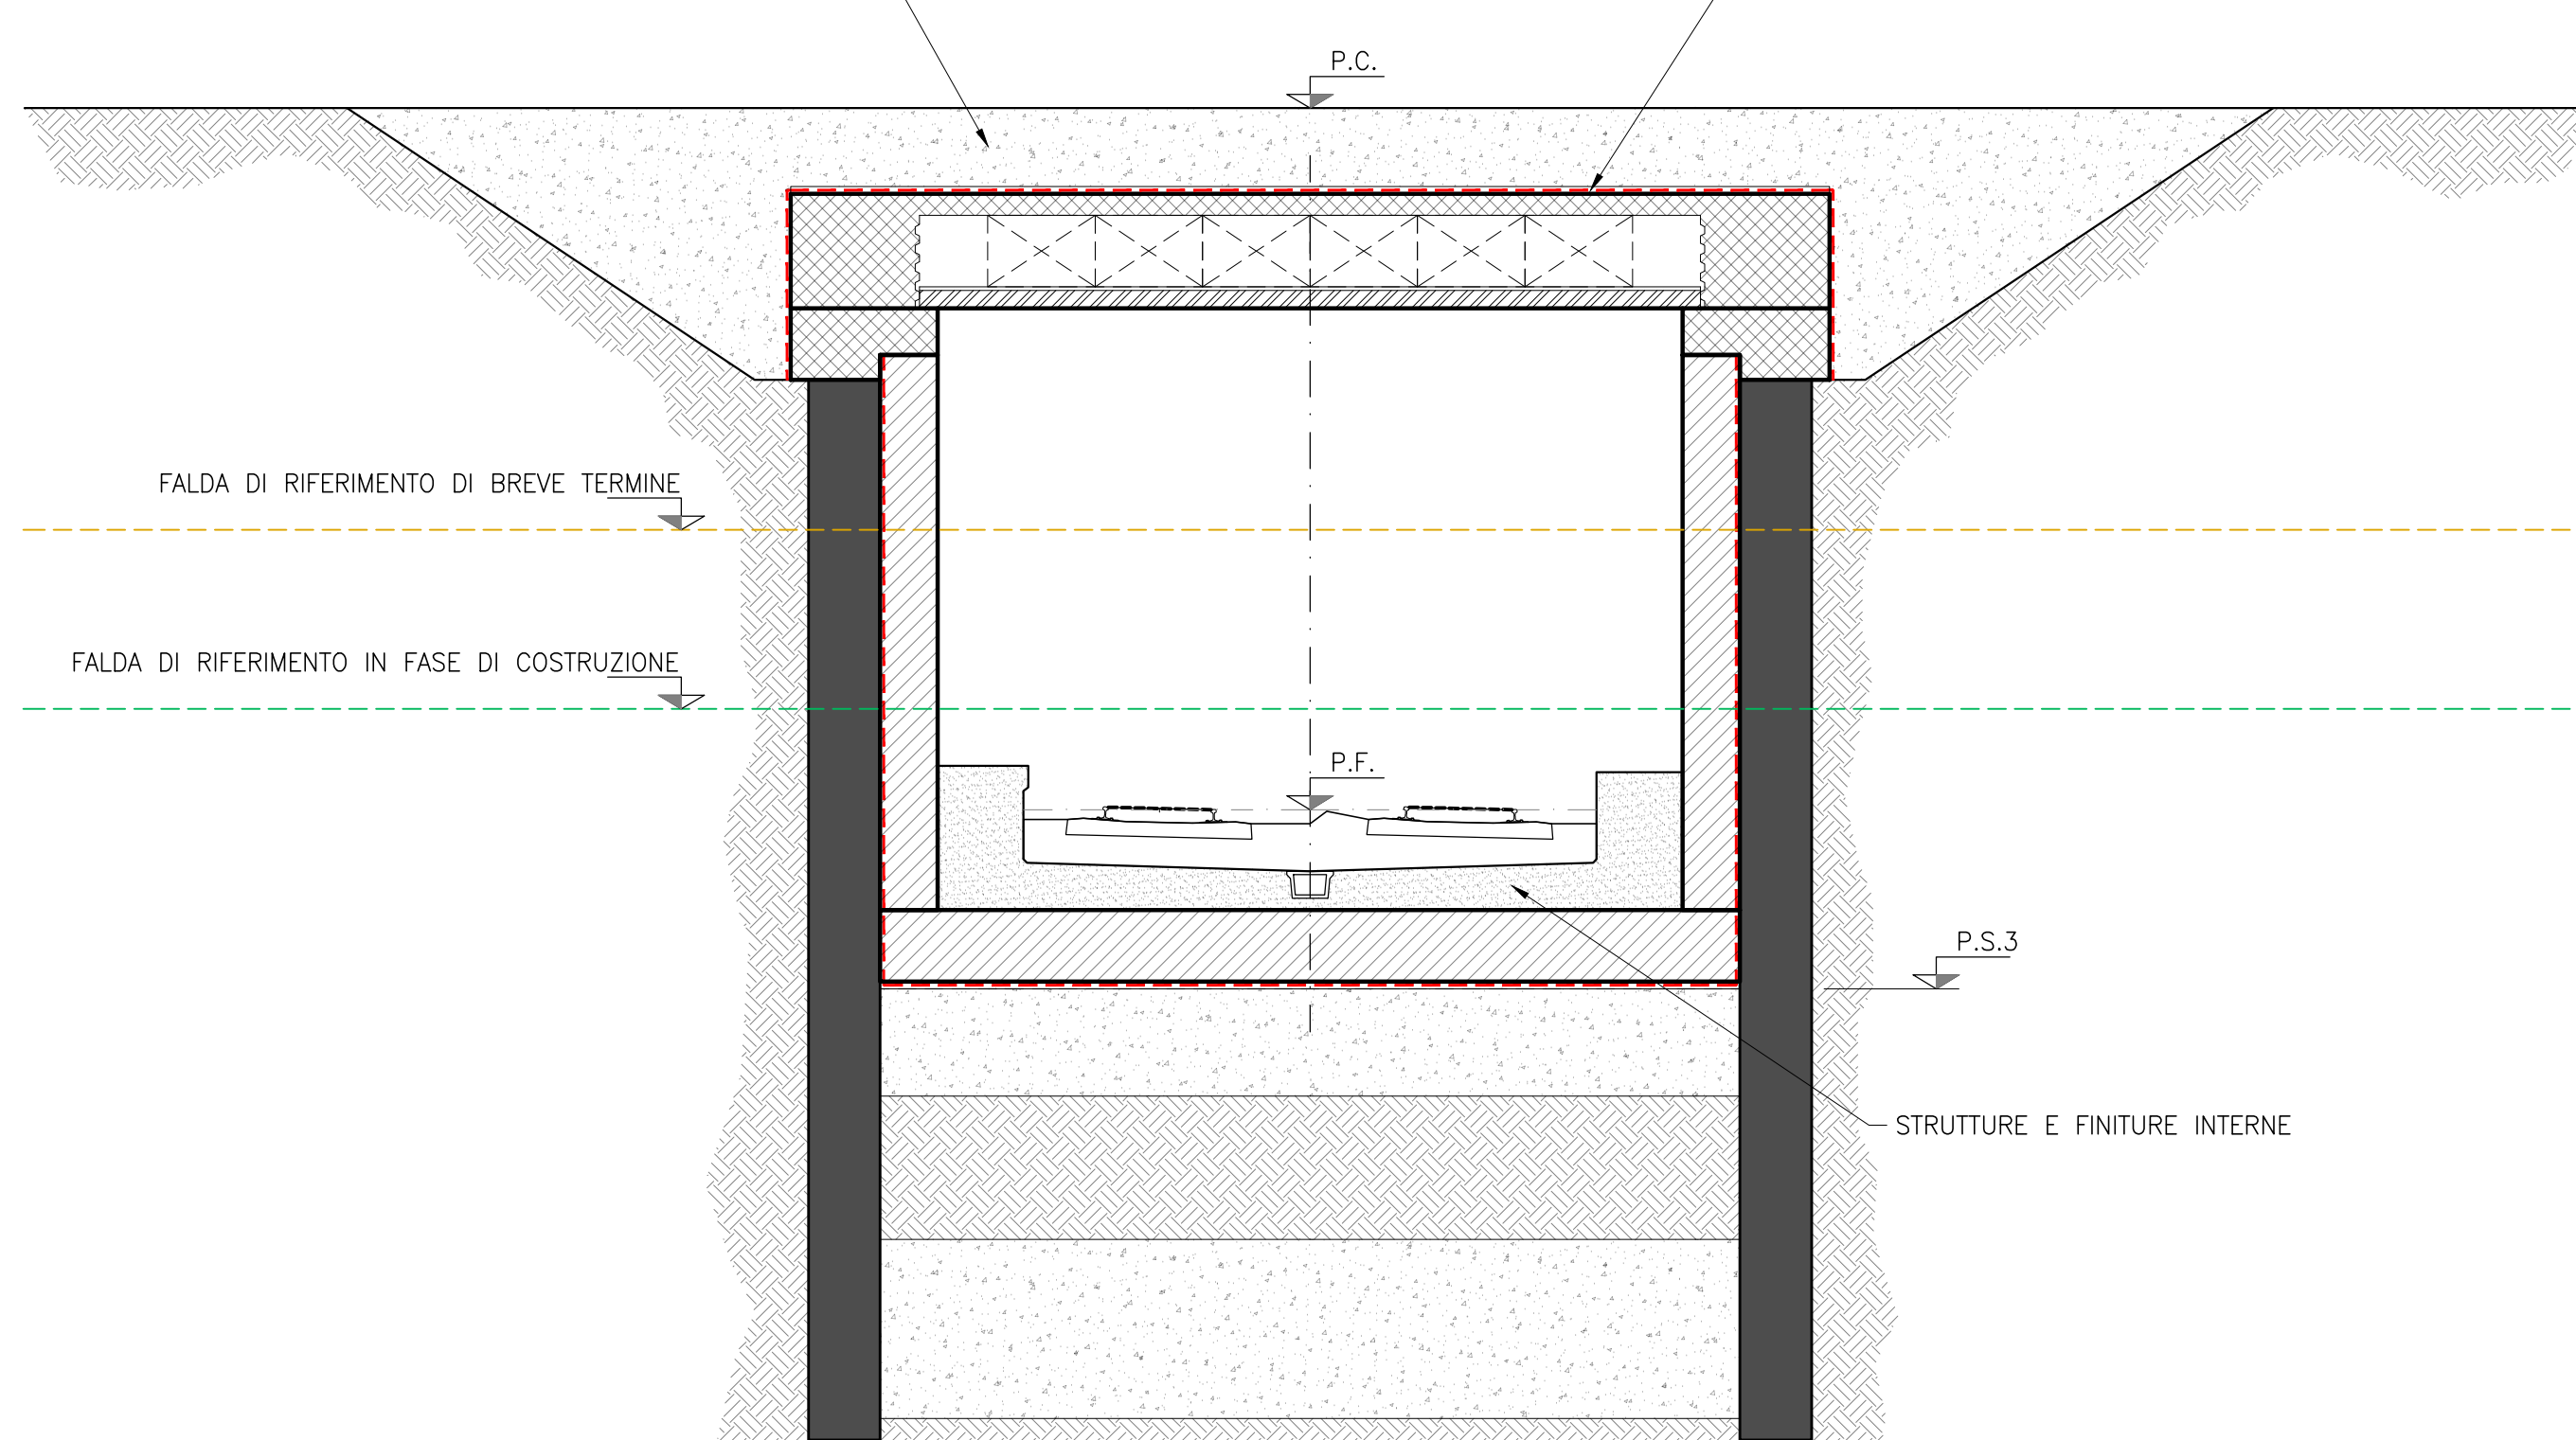 P.C.
FALDA DI RIFERIMENTO DI BREVE TERMINE
FALDA DI RIFERIMENTO IN FASE DI COSTRUZIONE
P.F.
P.S.3
STRUTTURE E FINITURE INTERNE